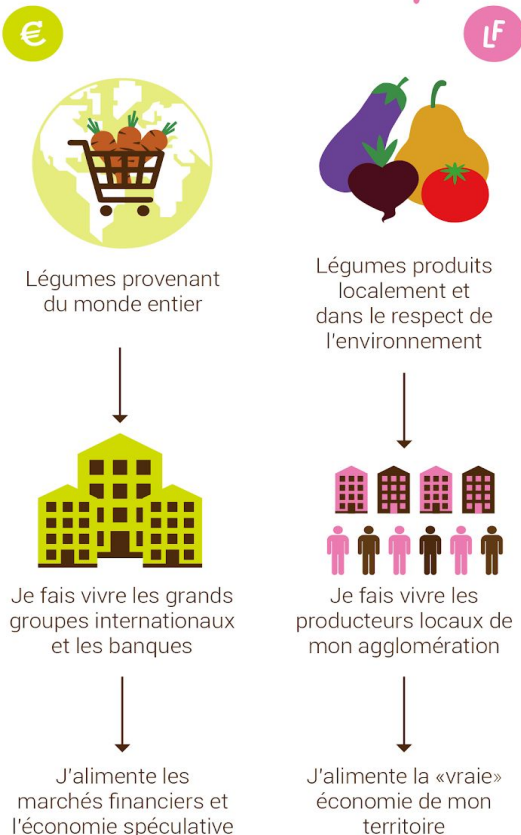 €
LF
Légumes provenant
du monde entier
Légumes produits
localement et
dans le respect de
l'environnement
Je fais vivre les grands
groupes internationaux
et les banques
Je fais vivre les
producteurs locaux de
mon agglomération
J'alimente les
marchés financiers et
l'économie spéculative
J'alimente la «vraie»
économie de mon
territoire